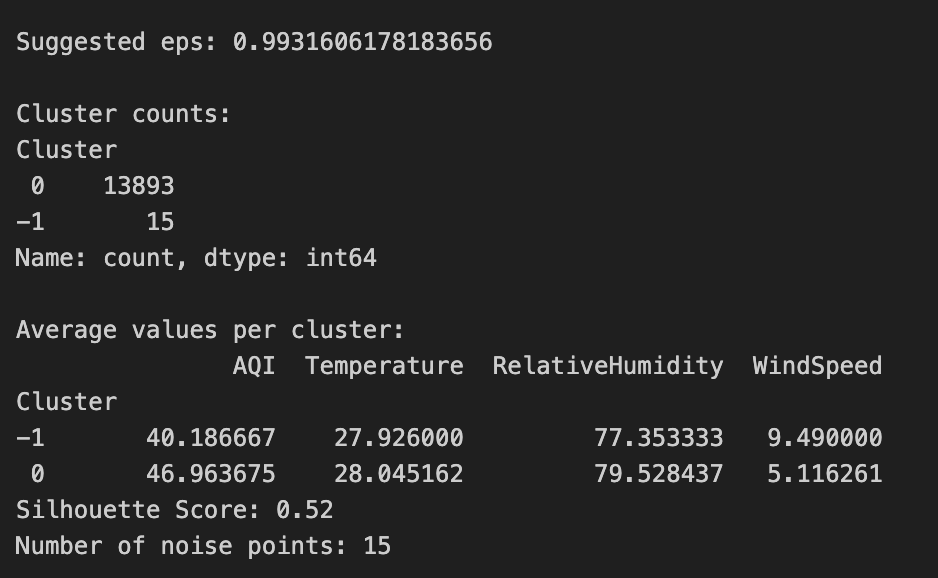 Suggested eps: 0.9931606178183656
Cluster counts:
Cluster
0 13893
-1 15
Name: count, dtype: int64
Average values per cluster:
AQI Temperature RelativeHumidity WindSpeed
Cluster
-1 40.186667 27.926000 77.353333 9.490000
0 46.963675 28.045162 79.528437 5.116261
Silhouette Score: 0.52
Number of noise points: 15